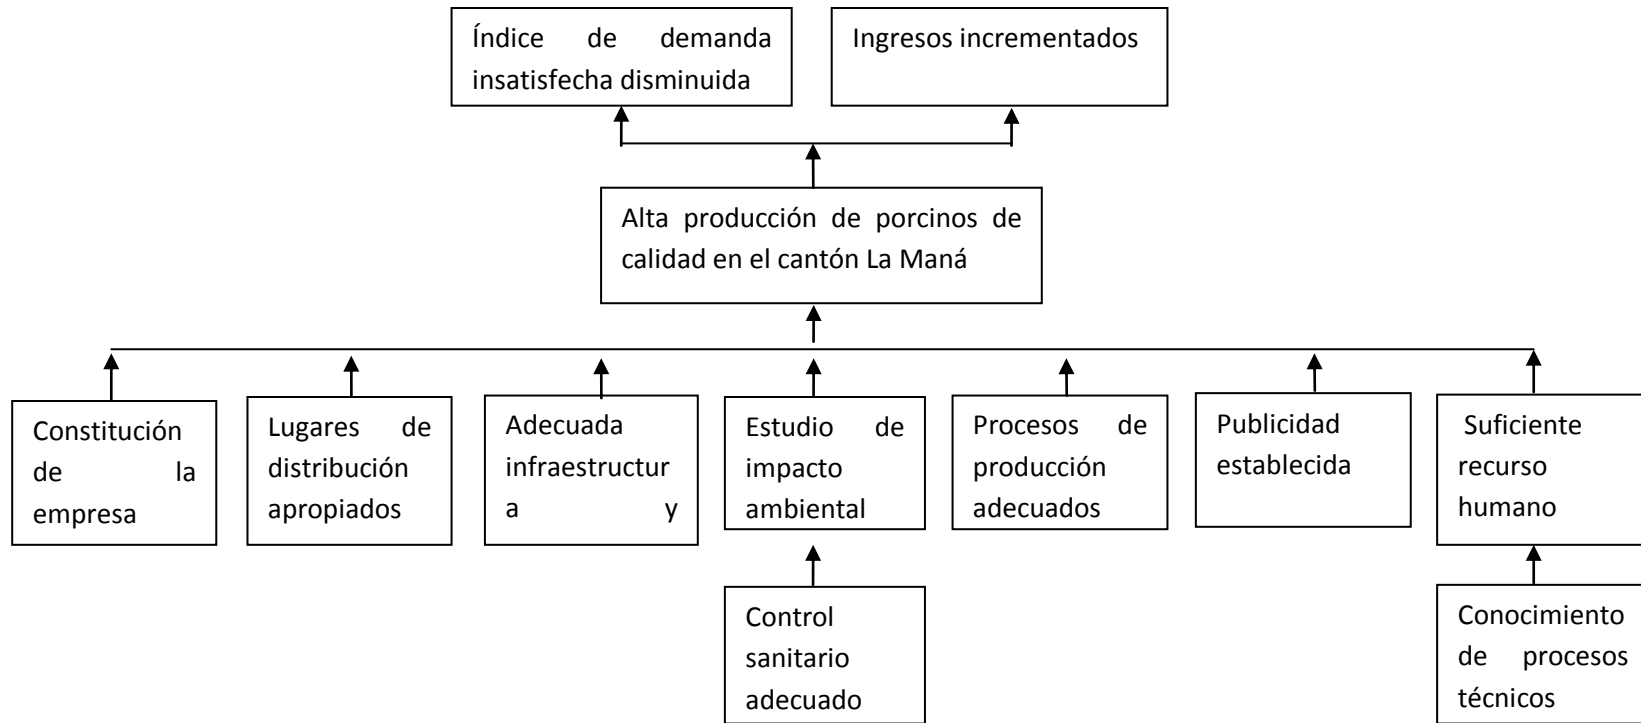 Índice de demanda
insatisfecha disminuida
Ingresos incrementados
Alta producción de porcinos de
calidad en el cantón La Maná
Constitución
de la
empresa
Lugares de
distribución
apropiados
Adecuada
infraestructur
a y
Estudio de
impacto
ambiental
Procesos de
producción
adecuados
Publicidad
establecida
Suficiente
recurso
humano
Control
sanitario
adecuado
Conocimiento
de procesos
técnicos